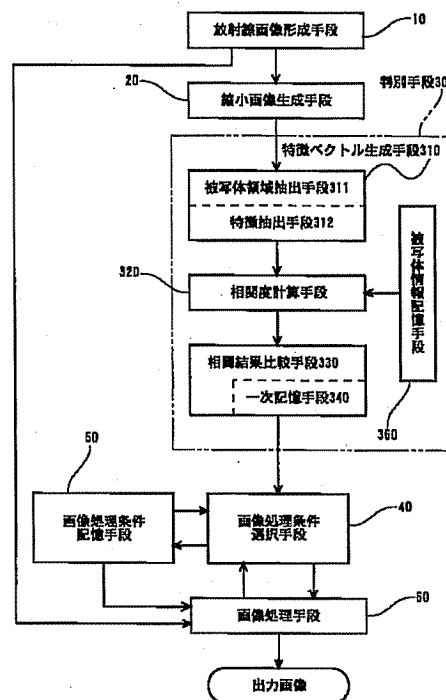 放射線画像形成手段
10
20
縮小画像生成手段
判別手段30
特徴ベクトル生成手段310
被写体領域抽出手段311
特徴抽出手段312
320
相関度計算手段
被写体情報記憶手段
相関結果比較手段330
一次記憶手段340
360
50
画像処理条件
記憶手段
画像処理条件
選択手段
40
画像処理手段
60
出力画像